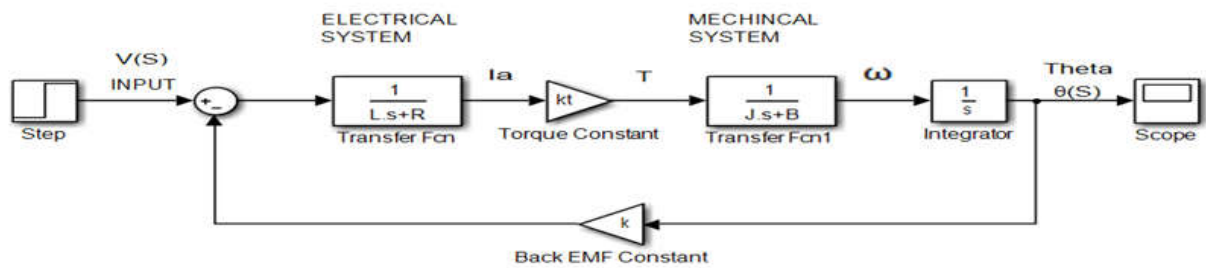 ELECTRICAL
SYSTEM
MECHINCAL
SYSTEM
V(S)
INPUT
Ia
T
ω
Theta
θ(S)
+
−
1
L.s+R
kt
1
J.s+B
1
s
Step
Transfer Fcn
Torque Constant
Transfer Fcn1
Integrator
Scope
k
Back EMF Constant